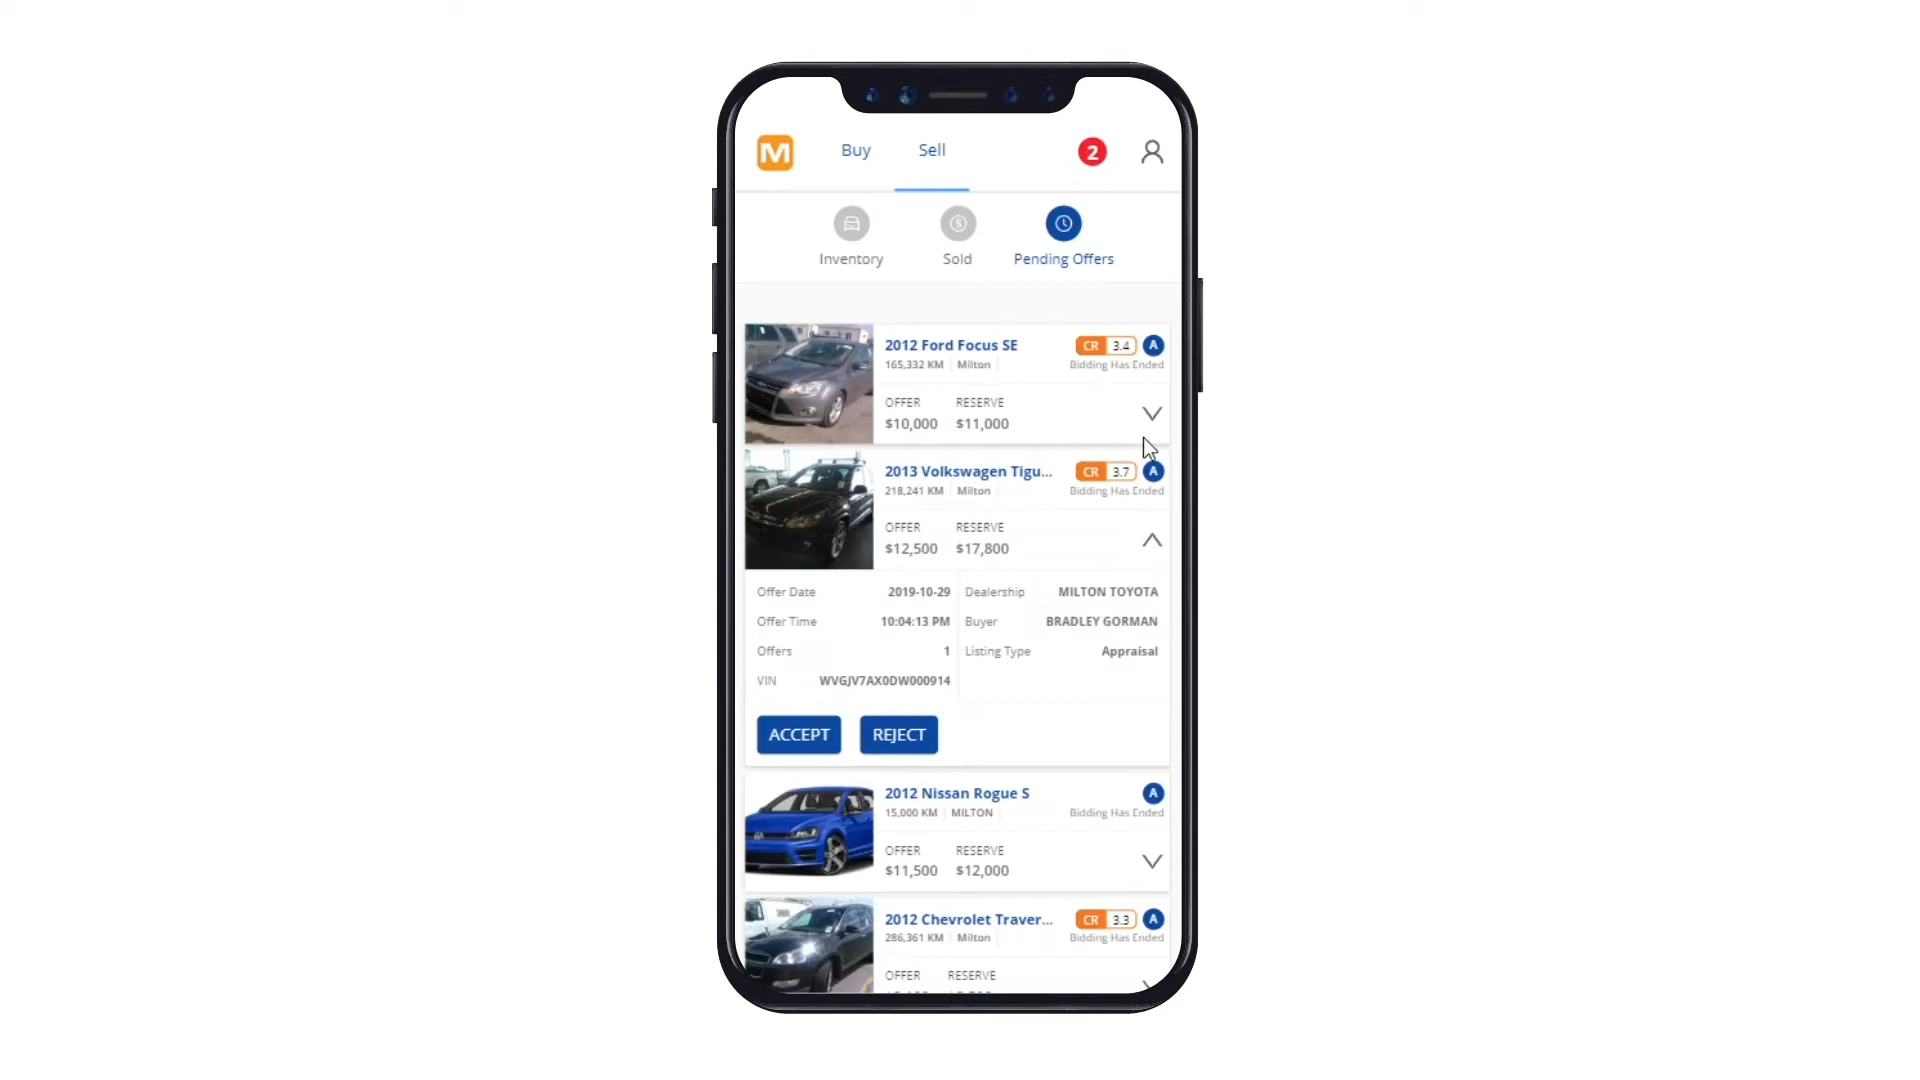 M Buy Sell 2
Inventory Sold Pending Offers
2012 Ford Focus SE CR 3.4 A
165,332 KM Milton Bidding Has Ended
OFFER RESERVE
$10,000 $11,000
2013 Volkswagen Tigu... CR 3.7 A
218,241 KM Milton Bidding Has Ended
OFFER RESERVE
$12,500 $17,800
Offer Date 2019-10-29 Dealership MILTON TOYOTA
Offer Time 10:04:13 PM Buyer BRADLEY GORMAN
Offers 1 Listing Type Appraisal
VIN WVGJV7AX0DW000914
ACCEPT REJECT
2012 Nissan Rogue S A
15,000 KM MILTON Bidding Has Ended
OFFER RESERVE
$11,500 $12,000
2012 Chevrolet Traver... CR 3.3 A
286,361 KM Milton Bidding Has Ended
OFFER RESERVE